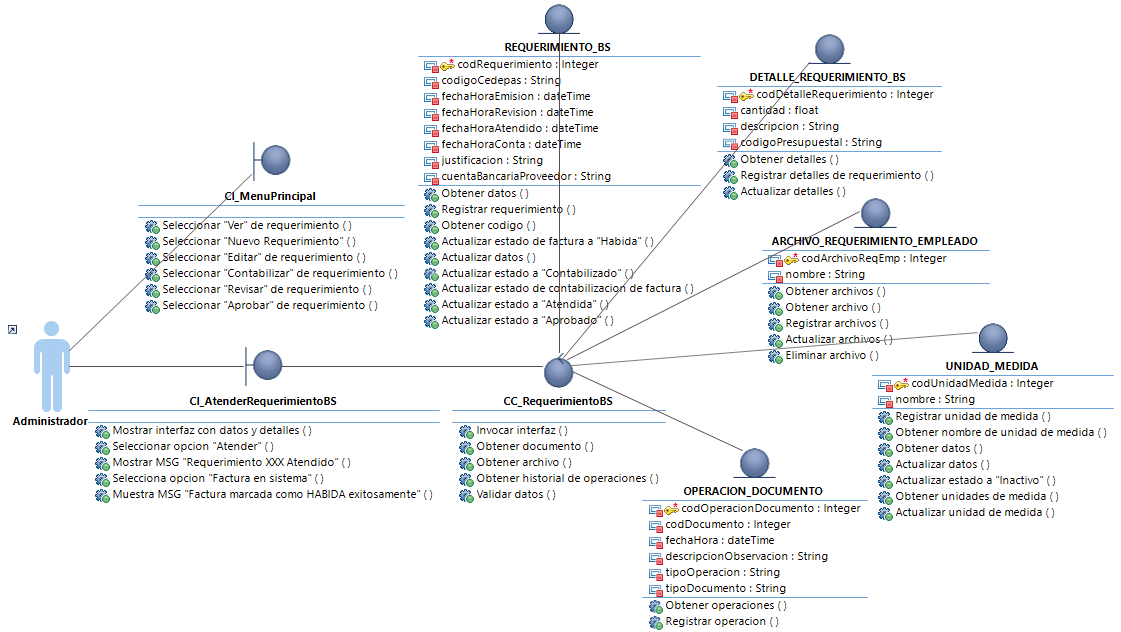 REQUERIMIENTO_BS
codRequerimiento : Integer
codigoCedepas : String
fechaHoraEmision : dateTime
fechaHoraRevision : dateTime
fechaHoraAtendido : dateTime
fechaHoraConta : dateTime
justificacion : String
cuentaBancariaProveedor : String
Obtener datos ( )
Registrar requerimiento ( )
Obtener codigo ( )
Actualizar estado de factura a "Habida" ( )
Actualizar datos ( )
Actualizar estado a "Contabilizado" ( )
Actualizar estado de contabilizacion de factura ( )
Actualizar estado a "Atendida" ( )
Actualizar estado a "Aprobado" ( )
DETALLE_REQUERIMIENTO_BS
codDetalleRequerimiento : Integer
cantidad : float
descripcion : String
codigoPresupuestal : String
Obtener detalles ( )
Registrar detalles de requerimiento ( )
Actualizar detalles ( )
CI_MenuPrincipal
Seleccionar "Ver" de requerimiento ( )
Seleccionar "Nuevo Requerimiento" ( )
Seleccionar "Editar" de requerimiento ( )
Seleccionar "Contabilizar" de requerimiento ( )
Seleccionar "Revisar" de requerimiento ( )
Seleccionar "Aprobar" de requerimiento ( )
ARCHIVO_REQUERIMIENTO_EMPLEADO
codArchivoReqEmp : Integer
nombre : String
Obtener archivos ( )
Obtener archivo ( )
Registrar archivos ( )
Actualizar archivos ( )
Eliminar archivo ( )
UNIDAD_MEDIDA
codUnidadMedida : Integer
nombre : String
Registrar unidad de medida ( )
Obtener nombre de unidad de medida ( )
Obtener datos ( )
Actualizar datos ( )
Actualizar estado a "Inactivo" ( )
Obtener unidades de medida ( )
Actualizar unidad de medida ( )
Administrador
CI_AtenderRequerimientoBS
Mostrar interfaz con datos y detalles ( )
Seleccionar opcion "Atender" ( )
Mostrar MSG "Requerimiento XXX Atendido" ( )
Selecciona opcion "Factura en sistema" ( )
Muestra MSG "Factura marcada como HABIDA exitosamente" ( )
CC_RequerimientoBS
Invocar interfaz ( )
Obtener documento ( )
Obtener archivo ( )
Obtener historial de operaciones ( )
Validar datos ( )
OPERACION_DOCUMENTO
codOperacionDocumento : Integer
codDocumento : Integer
fechaHora : dateTime
descripcionObservacion : String
tipoOperacion : String
tipoDocumento : String
Obtener operaciones ( )
Registrar operacion ( )